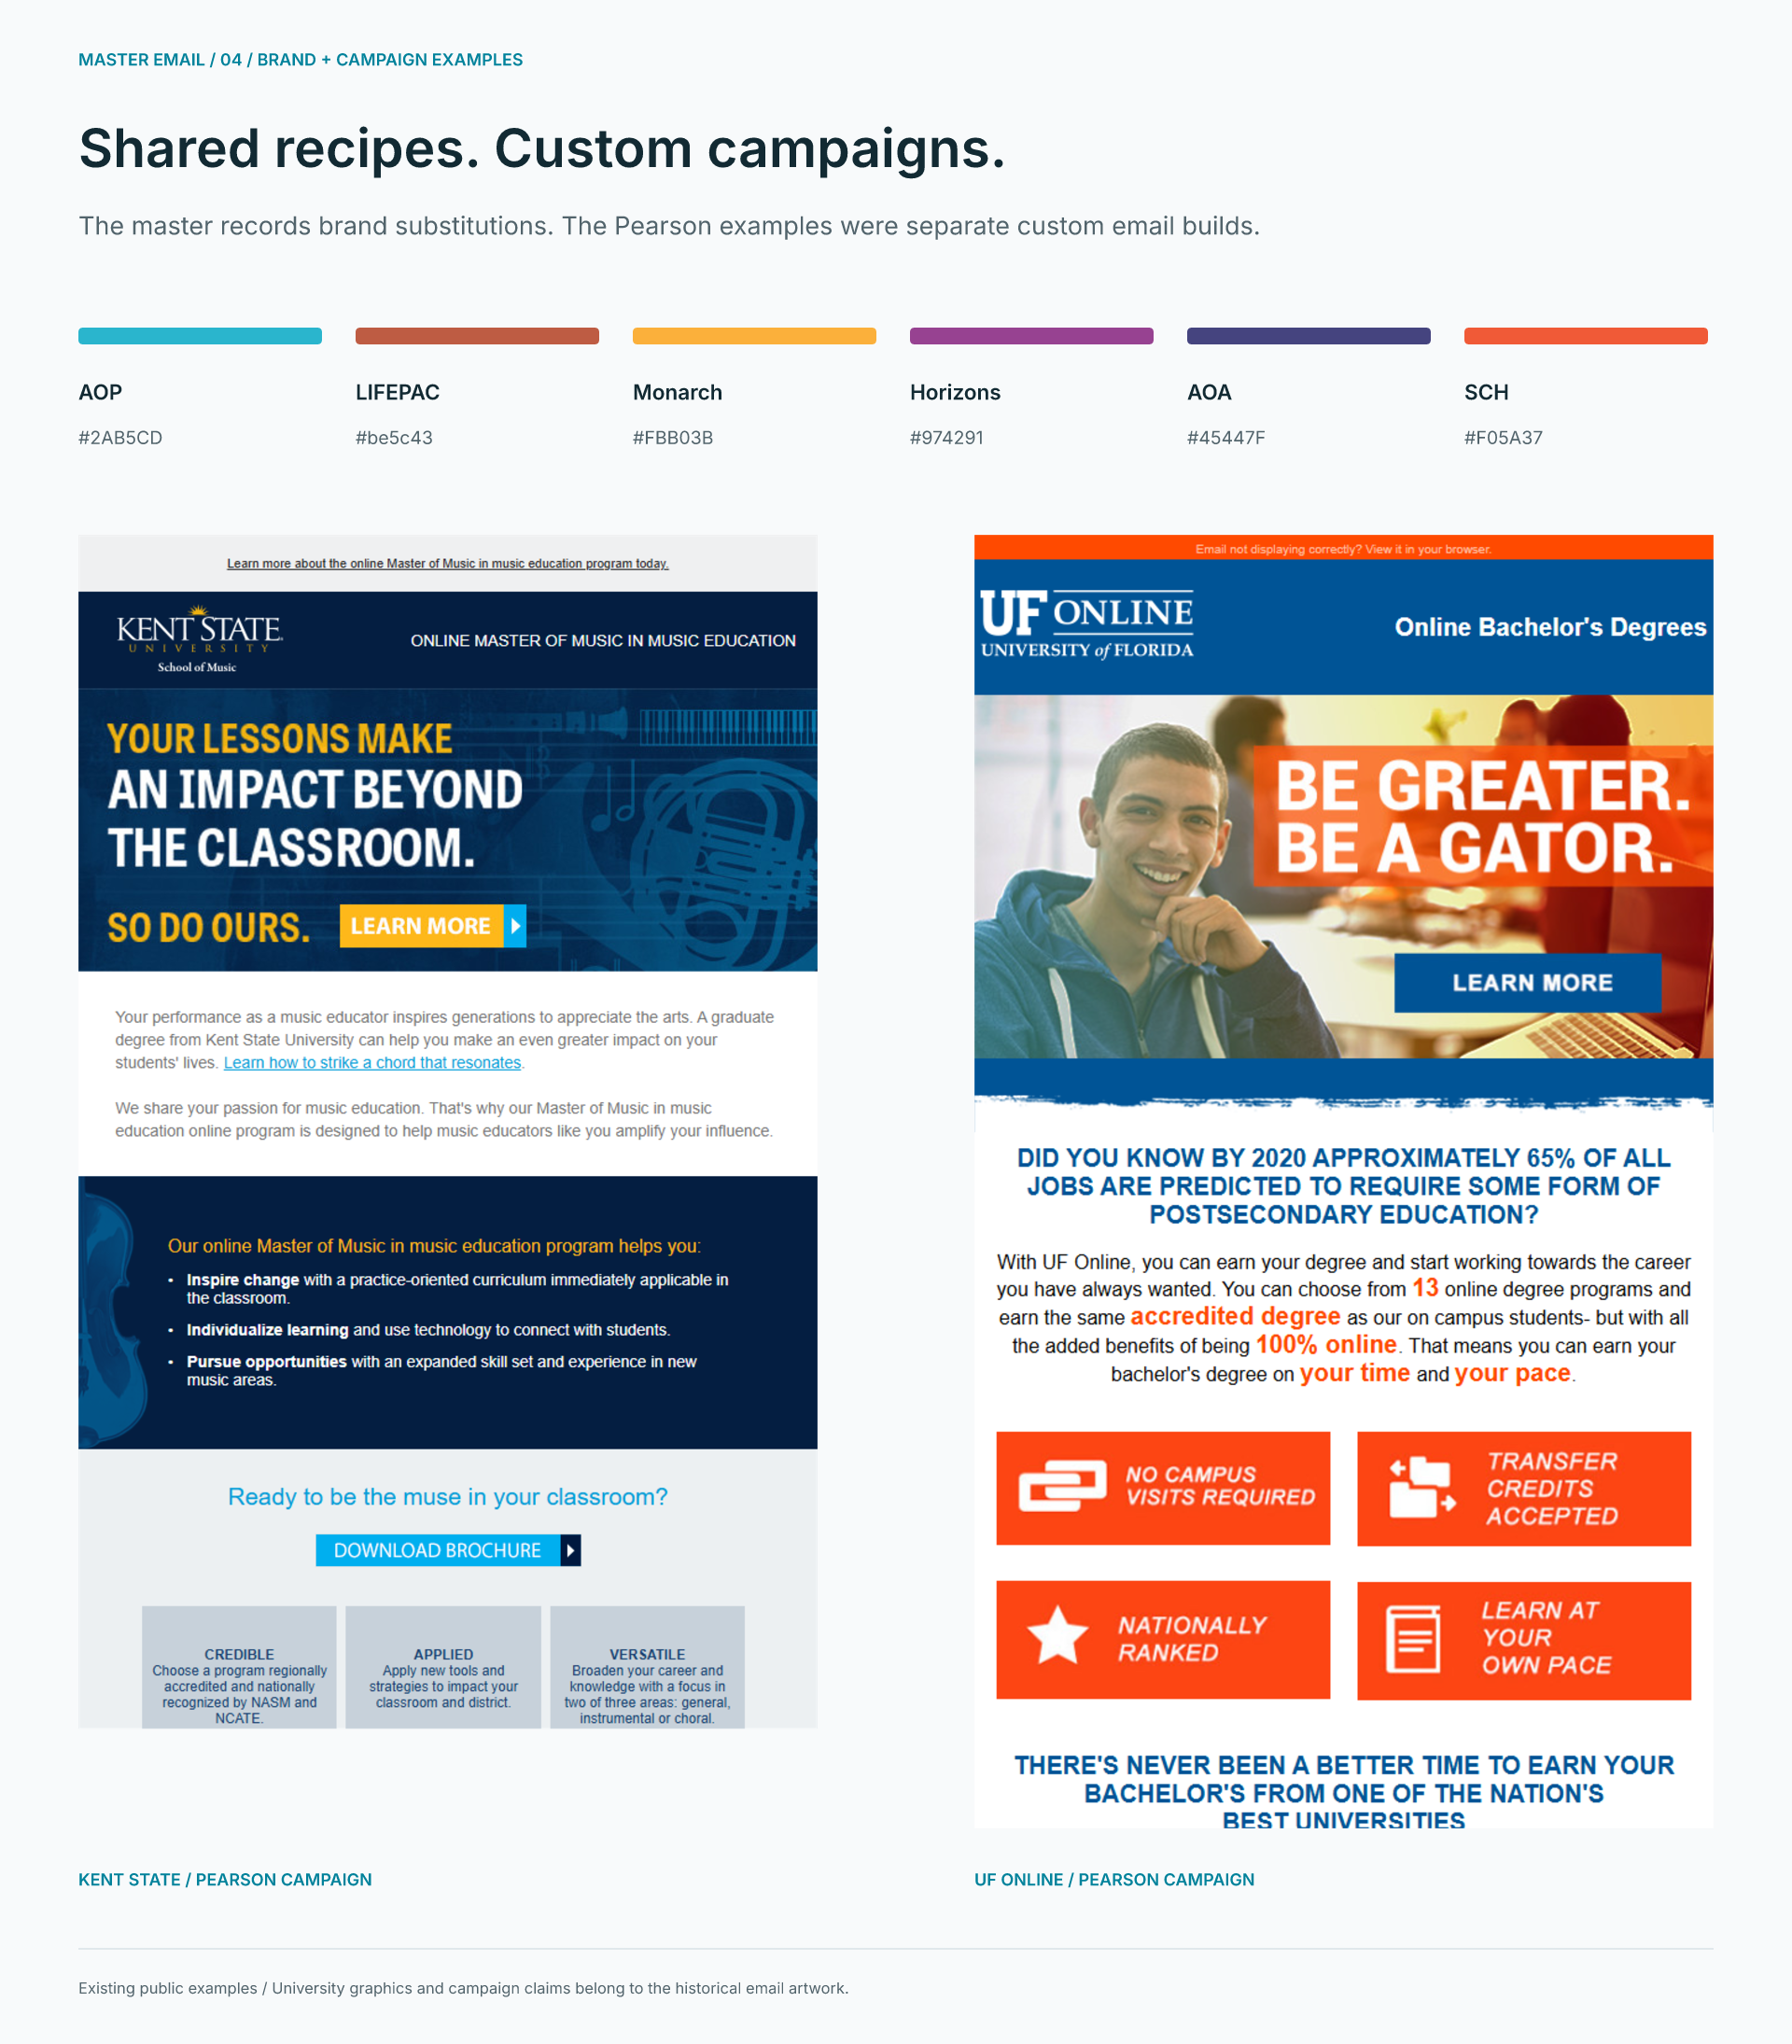 MASTER EMAIL / 04 / BRAND + CAMPAIGN EXAMPLES
Shared recipes. Custom campaigns.
The master records brand substitutions. The Pearson examples were separate custom email builds.
AOP
#2AB5CD
LIFEPAC
#be5c43
Monarch
#FBB03B
Horizons
#974291
AOA
#45447F
SCH
#F05A37
Learn more about the online Master of Music in music education program today.
KENT STATE
UNIVERSITY
School of Music
ONLINE MASTER OF MUSIC IN MUSIC EDUCATION
YOUR LESSONS MAKE
AN IMPACT BEYOND
THE CLASSROOM.
SO DO OURS.
LEARN MORE
Your performance as a music educator inspires generations to appreciate the arts. A graduate
degree from Kent State University can help you make an even greater impact on your
students' lives. Learn how to strike a chord that resonates.
We share your passion for music education. That's why our Master of Music in music
education online program is designed to help music educators like you amplify your influence.
Our online Master of Music in music education program helps you:
• Inspire change with a practice-oriented curriculum immediately applicable in
the classroom.
• Individualize learning and use technology to connect with students.
• Pursue opportunities with an expanded skill set and experience in new
music areas.
Ready to be the muse in your classroom?
DOWNLOAD BROCHURE
CREDIBLE
Choose a program regionally
accredited and nationally
recognized by NASM and
NCATE.
APPLIED
Apply new tools and
strategies to impact your
classroom and district.
VERSATILE
Broaden your career and
knowledge with a focus in
two of three areas: general,
instrumental or choral.
KENT STATE / PEARSON CAMPAIGN
Email not displaying correctly? View it in your browser.
UF ONLINE
UNIVERSITY of FLORIDA
Online Bachelor's Degrees
BE GREATER.
BE A GATOR.
LEARN MORE
DID YOU KNOW BY 2020 APPROXIMATELY 65% OF ALL
JOBS ARE PREDICTED TO REQUIRE SOME FORM OF
POSTSECONDARY EDUCATION?
With UF Online, you can earn your degree and start working towards the career
you have always wanted. You can choose from 13 online degree programs and
earn the same accredited degree as our on campus students- but with all
the added benefits of being 100% online. That means you can earn your
bachelor's degree on your time and your pace.
NO CAMPUS
VISITS REQUIRED
TRANSFER
CREDITS
ACCEPTED
NATIONALLY
RANKED
LEARN AT
YOUR
OWN PACE
THERE'S NEVER BEEN A BETTER TIME TO EARN YOUR
BACHELOR'S FROM ONE OF THE NATION'S
BEST UNIVERSITIES
UF ONLINE / PEARSON CAMPAIGN
Existing public examples / University graphics and campaign claims belong to the historical email artwork.